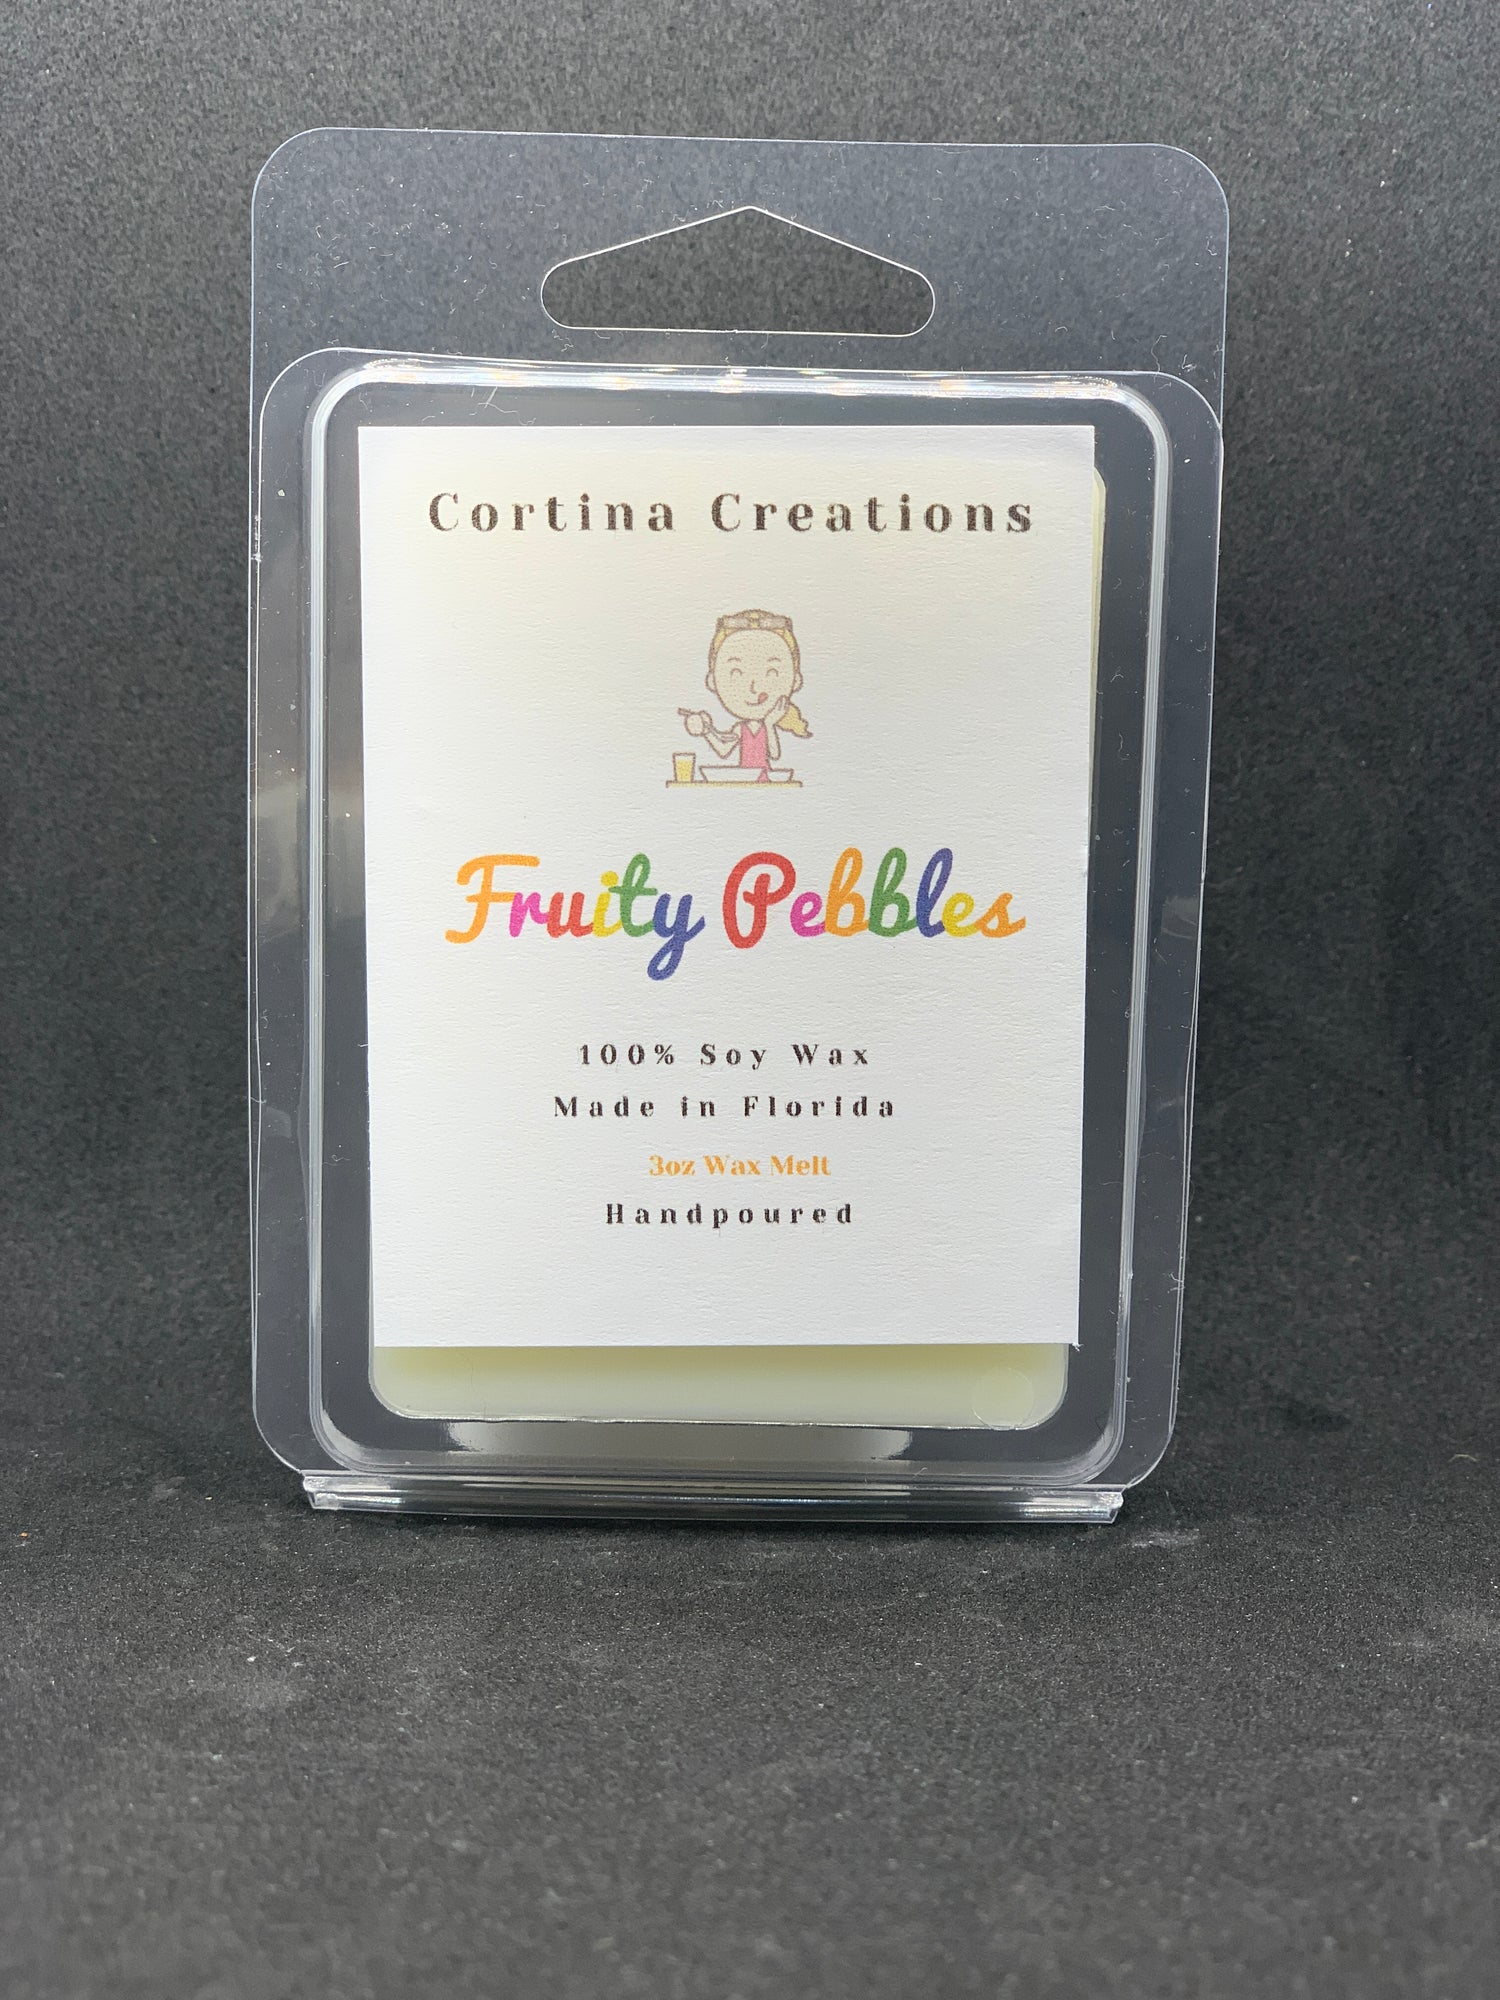 Cortina Creations
Fruity Pebbles
100% Soy Wax
Made in Florida
3oz Wax Melt
Handpoured